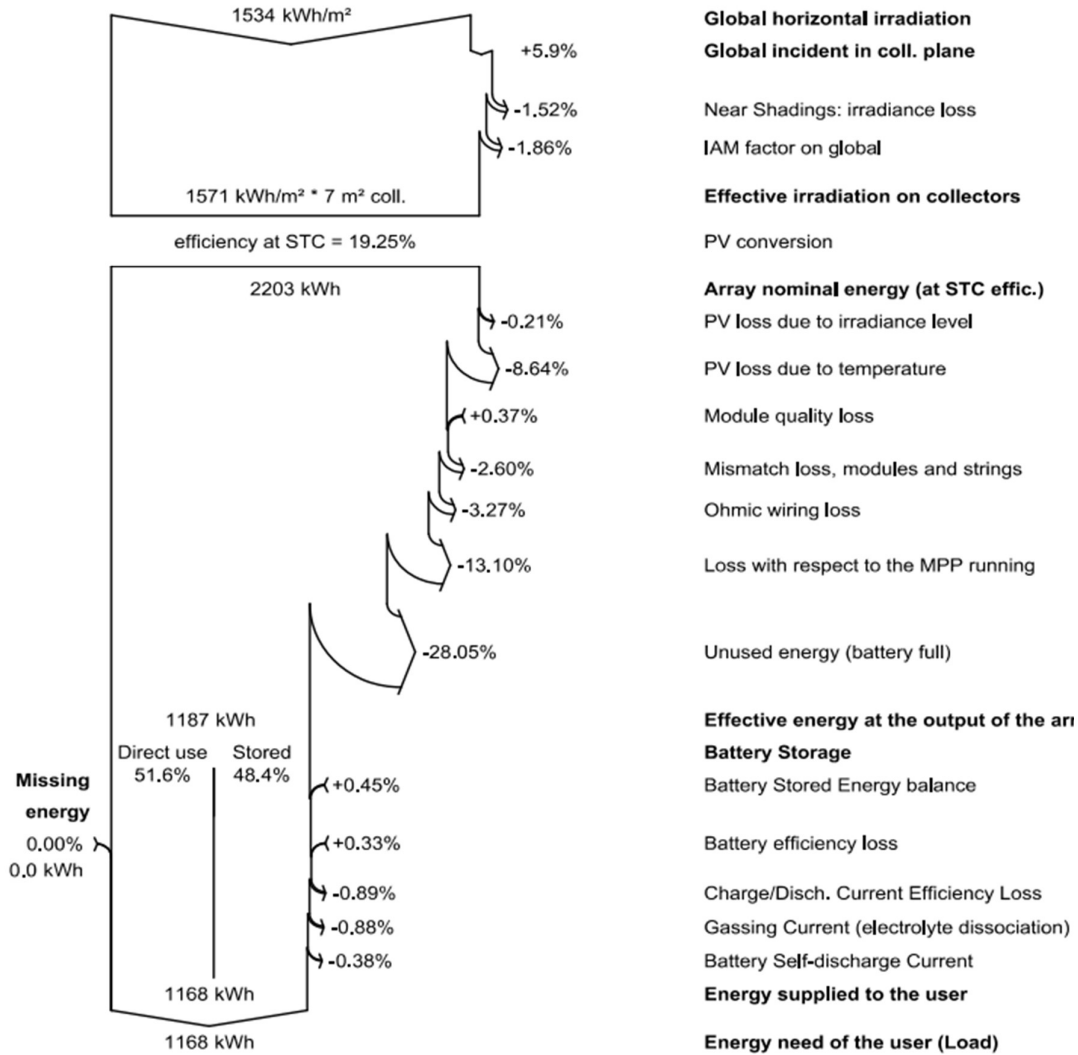 1534 kWh/m² Global horizontal irradiation
+5.9% Global incident in coll. plane
-1.52% Near Shadings: irradiance loss
-1.86% IAM factor on global
1571 kWh/m² * 7 m² coll. Effective irradiation on collectors
efficiency at STC = 19.25% PV conversion
2203 kWh Array nominal energy (at STC effic.)
-0.21% PV loss due to irradiance level
-8.64% PV loss due to temperature
+0.37% Module quality loss
-2.60% Mismatch loss, modules and strings
-3.27% Ohmic wiring loss
-13.10% Loss with respect to the MPP running
-28.05% Unused energy (battery full)
1187 kWh Effective energy at the output of the arr
Direct use Stored Battery Storage
Missing 51.6% 48.4% +0.45% Battery Stored Energy balance
energy
0.00% +0.33% Battery efficiency loss
0.0 kWh
-0.89% Charge/Disch. Current Efficiency Loss
-0.88% Gassing Current (electrolyte dissociation)
-0.38% Battery Self-discharge Current
1168 kWh Energy supplied to the user
1168 kWh Energy need of the user (Load)